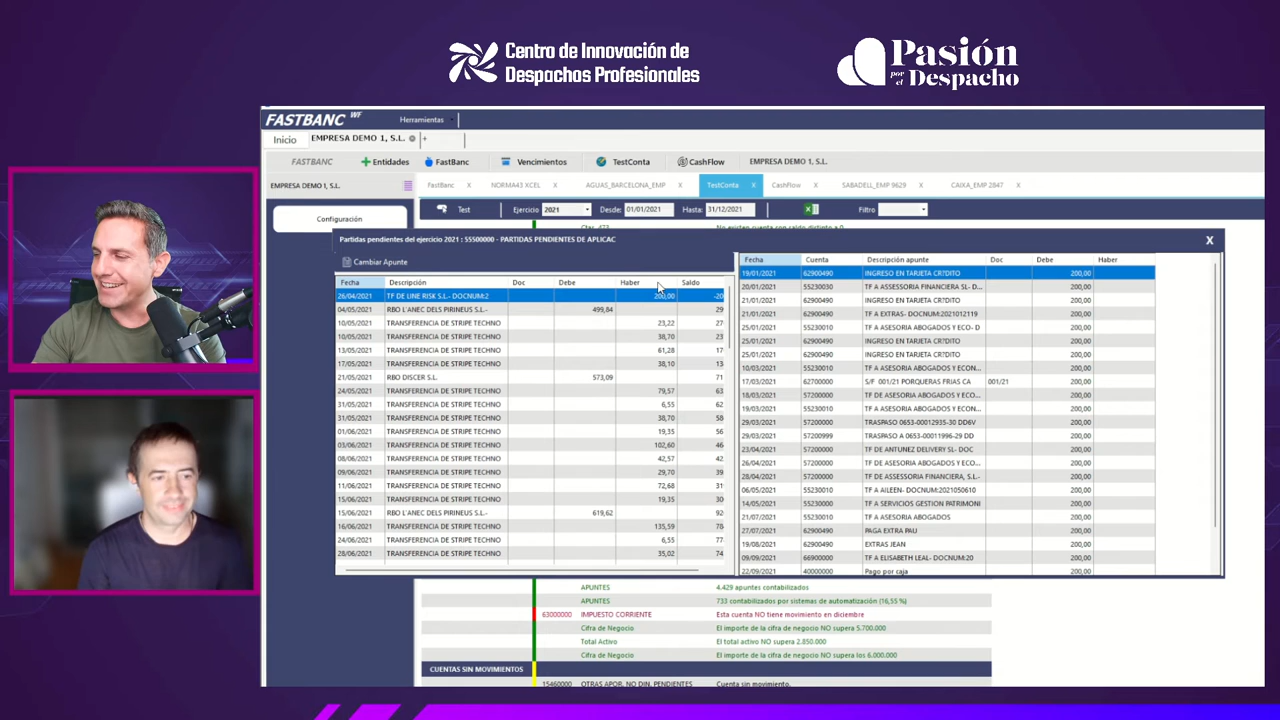 Centro de Innovación de
Despachos Profesionales
Pasión
por el Despacho
FASTBANC WF Herramientas
Inicio EMPRESA DEMO 1, S.L. +
FASTBANC Entidades FastBanc Vencimientos TestConta CashFlow EMPRESA DEMO 1, S.L.
EMPRESA DEMO 1, S.L. FastBanc X NORMA43 XCEL X AGUAS_BARCELONA_EMP X TestConta X Cashflow X SABADELL_EMP 9629 X CAIXA_EMP 2847 X
Configuración Test Ejercicio 2021 Desde: 01/01/2021 Hasta: 31/12/2021 Filtro
Partidas pendientes del ejercicio 2021 : 55500000 - PARTIDAS PENDIENTES DE APLICAC X
Cambiar Apunte
Fecha Descripción Doc Debe Haber Saldo
26/04/2021 TF DE LINE RISK S.L.- DOCNUM:2 200,00 -20
04/05/2021 RBO L'ANEC DELS PIRINEUS S.L.- 499,84 29
10/05/2021 TRANSFERENCIA DE STRIPE TECHNO 23,22 27
10/05/2021 TRANSFERENCIA DE STRIPE TECHNO 38,70 23
13/05/2021 TRANSFERENCIA DE STRIPE TECHNO 61,28 17
17/05/2021 TRANSFERENCIA DE STRIPE TECHNO 38,10 13
21/05/2021 RBO DISCER S.L. 573,09 71
24/05/2021 TRANSFERENCIA DE STRIPE TECHNO 79,57 63
31/05/2021 TRANSFERENCIA DE STRIPE TECHNO 6,55 62
31/05/2021 TRANSFERENCIA DE STRIPE TECHNO 38,70 58
01/06/2021 TRANSFERENCIA DE STRIPE TECHNO 19,35 56
03/06/2021 TRANSFERENCIA DE STRIPE TECHNO 102,60 46
08/06/2021 TRANSFERENCIA DE STRIPE TECHNO 42,57 42
09/06/2021 TRANSFERENCIA DE STRIPE TECHNO 29,70 39
11/06/2021 TRANSFERENCIA DE STRIPE TECHNO 72,68 31
15/06/2021 TRANSFERENCIA DE STRIPE TECHNO 19,35 30
15/06/2021 RBO L'ANEC DELS PIRINEUS S.L.- 619,62 92
16/06/2021 TRANSFERENCIA DE STRIPE TECHNO 135,59 78
24/06/2021 TRANSFERENCIA DE STRIPE TECHNO 6,55 77
28/06/2021 TRANSFERENCIA DE STRIPE TECHNO 35,02 74
Fecha Cuenta Descripción apunte Doc Debe Haber
19/01/2021 62900490 INGRESO EN TARJETA CR?DITO 200,00
20/01/2021 55230030 TF A ASSESSORIA FINANCIERA SL- D 200,00
21/01/2021 62900490 INGRESO EN TARJETA CR?DITO 200,00
21/01/2021 62900490 TF A EXTRAS- DOCNUM:2021012119 200,00
25/01/2021 55230010 TF A ASESORIA ABOGADOS Y ECO- D 200,00
25/01/2021 62900490 INGRESO EN TARJETA CR?DITO 200,00
10/03/2021 55230010 TF A ASESORIA ABOGADOS Y ECON... 200,00
17/03/2021 62700000 S/F 001/21 PORQUERAS FRIAS CA 001/21 200,00
18/03/2021 57200000 TF DE ASESORIA ABOGADOS Y ECO... 200,00
19/03/2021 55230010 TF A ASESORIA ABOGADOS Y ECON... 200,00
29/03/2021 57200000 TRASPASO 0653-00012935-30 DD6V 200,00
29/03/2021 57200999 TRASPASO A 0653-00011996-29 DD 200,00
23/04/2021 57200000 TF DE ANTUNEZ DELIVERY SL- DOC 200,00
26/04/2021 57200000 TF DE ASESORIA ABOGADOS Y ECO... 200,00
28/04/2021 57200000 TF DE ASSESORIA FINANCIERA, S.L.- 200,00
06/05/2021 55230010 TF A AILEEN- DOCNUM:2021050610 200,00
14/05/2021 55230010 TF A SERVICIOS GESTION PATRIMONI 200,00
21/07/2021 55230010 TF A ASESORIA ABOGADOS 200,00
27/07/2021 62900490 PAGA EXTRA PAU 200,00
19/08/2021 62900490 EXTRAS JEAN 200,00
09/09/2021 66900000 TF A ELISABETH LEAL- DOCNUM:20 200,00
22/09/2021 40000000 Pago por caja 200,00
APUNTES 4.429 apuntes contabilizados
APUNTES 733 contabilizados por sistemas de automatización (16,55 %)
63000000 IMPUESTO CORRIENTE Esta cuenta NO tiene movimiento en diciembre
Cifra de Negocio El importe de la cifra de negocio NO supera 5.700.000
Total Activo El total activo NO supera 2.850.000
Cifra de Negocio El importe de la cifra de negocio NO supera los 6.000.000
CUENTAS SIN MOVIMIENTOS
15460000 OTRAS APOR. NO DIN. PENDIENTES Cuenta sin movimiento.